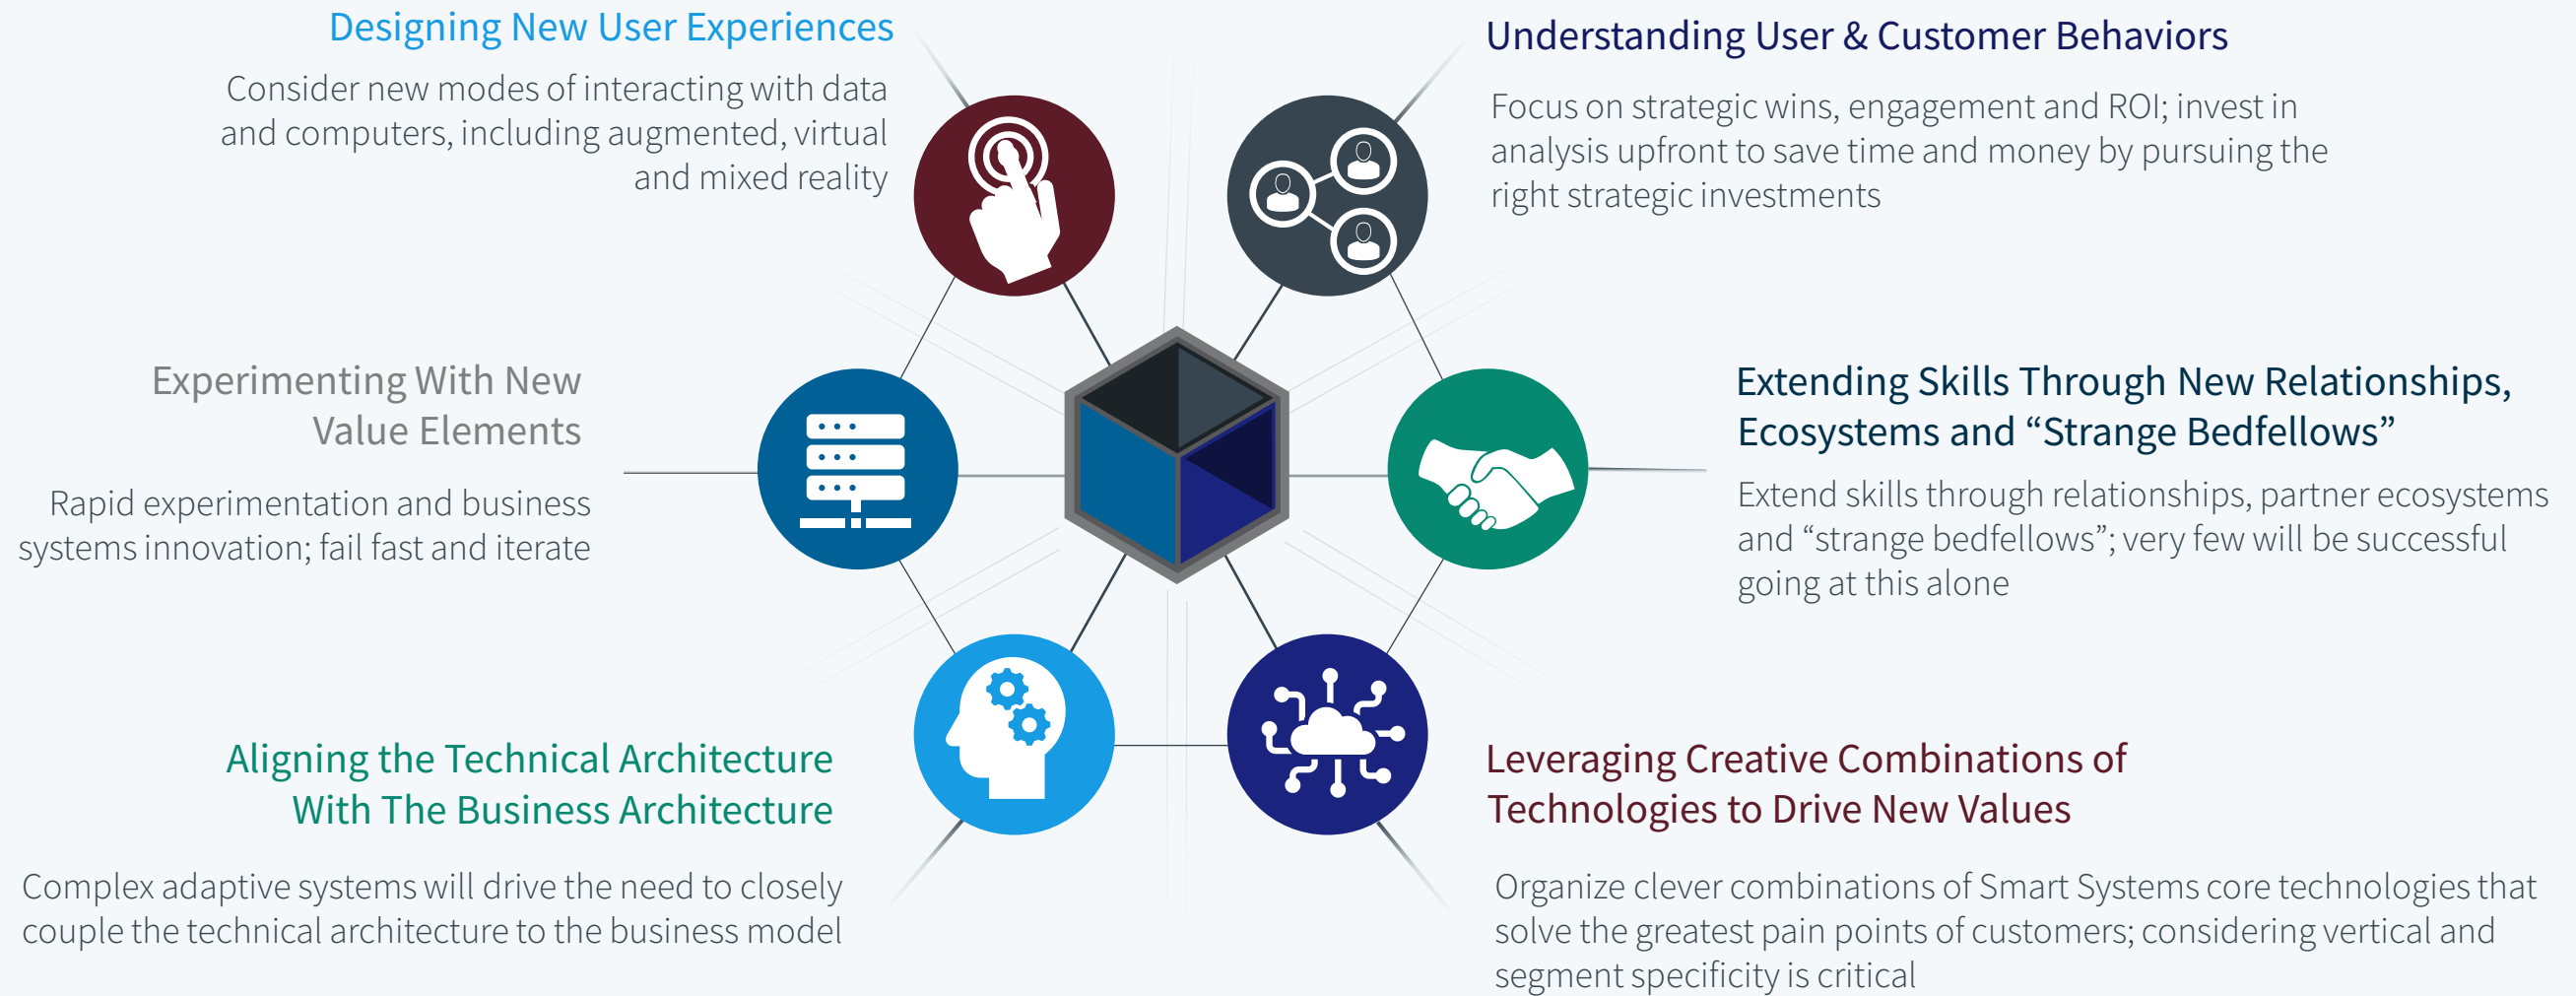 Designing New User Experiences
Consider new modes of interacting with data
and computers, including augmented, virtual
and mixed reality
Understanding User & Customer Behaviors
Focus on strategic wins, engagement and ROI; invest in
analysis upfront to save time and money by pursuing the
right strategic investments
Experimenting With New
Value Elements
Rapid experimentation and business
systems innovation; fail fast and iterate
Extending Skills Through New Relationships,
Ecosystems and “Strange Bedfellows”
Extend skills through relationships, partner ecosystems
and “strange bedfellows”; very few will be successful
going at this alone
Aligning the Technical Architecture
With The Business Architecture
Complex adaptive systems will drive the need to closely
couple the technical architecture to the business model
Leveraging Creative Combinations of
Technologies to Drive New Values
Organize clever combinations of Smart Systems core technologies that
solve the greatest pain points of customers; considering vertical and
segment specificity is critical